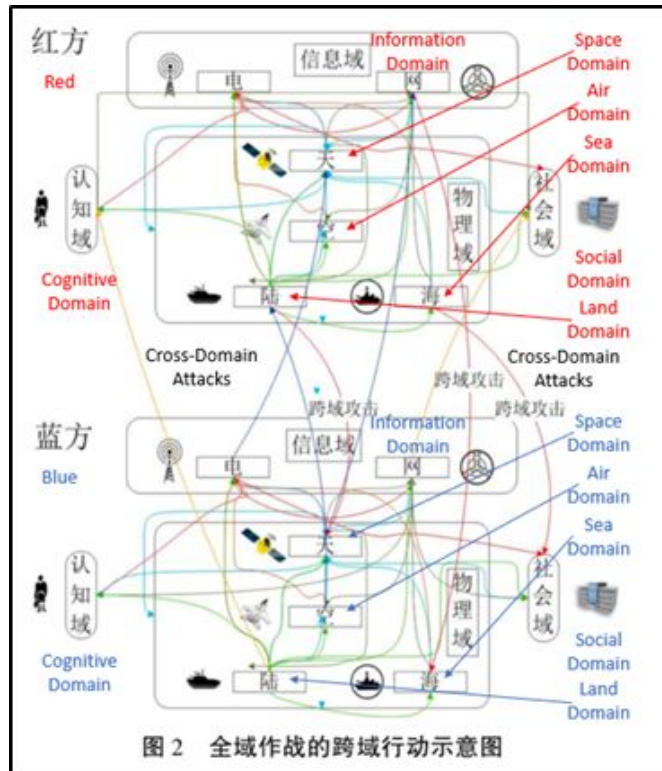 红方
信息域
Information Domain
Space Domain
Red
电
网
Air Domain
Sea Domain
天
认知域
空
物理域
社会域
Cognitive Domain
陆
海
Social Domain
Land Domain
Cross-Domain Attacks
Cross-Domain Attacks
跨域攻击
跨域攻击
跨域攻击
蓝方
信息域
Information Domain
Space Domain
Blue
电
网
Air Domain
Sea Domain
天
认知域
空
物理域
社会域
Cognitive Domain
陆
海
Social Domain
Land Domain
图 2 全域作战的跨域行动示意图